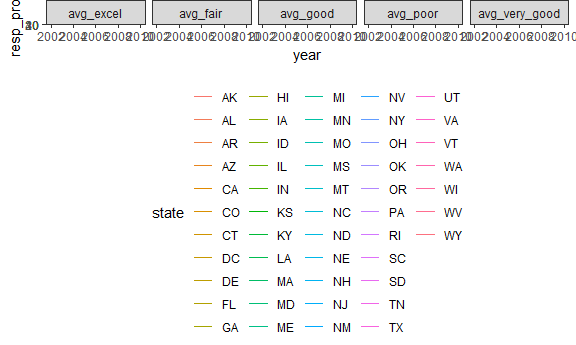 avg_excel avg_fair avg_good avg_poor avg_very_good
2002 2004 2006 2008 2010 2002 2004 2006 2008 2010 2002 2004 2006 2008 2010 2002 2004 2006 2008 2010 2002 2004 2006 2008 2010
year
AK HI MI NV UT
AL IA MN NY VA
AR ID MO OH VT
AZ IL MS OK WA
CA IN MT OR WI
state CO KS NC PA WV
CT KY ND RI WY
DC LA NE SC
DE MA NH SD
FL MD NJ TN
GA ME NM TX